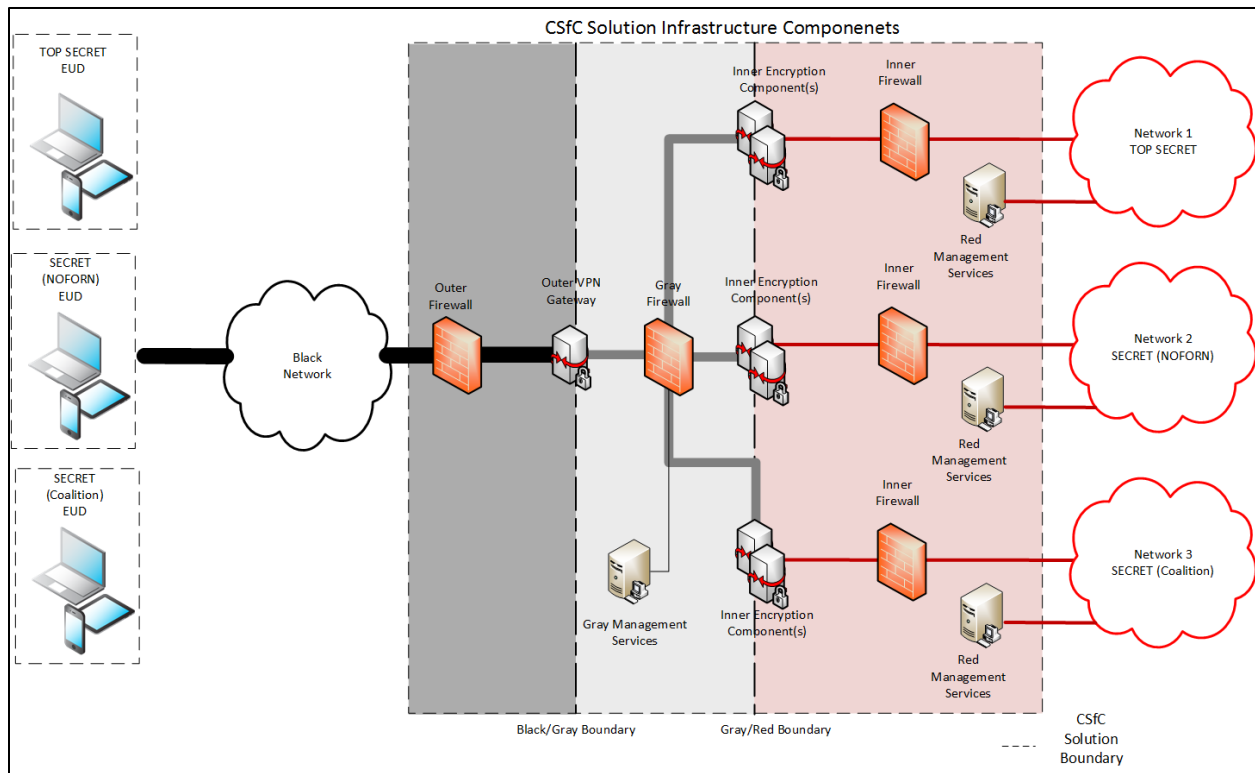 CSfC Solution Infrastructure Componenets
TOP SECRET
EUD
SECRET
(NOFORN)
EUD
SECRET
(Coalition)
EUD
Black
Network
Outer
Firewall
Outer VPN
Gateway
Gray
Firewall
Gray Management
Services
Inner Encryption
Component(s)
Inner
Firewall
Red
Management
Services
Network 1
TOP SECRET
Inner Encryption
Component(s)
Inner
Firewall
Red
Management
Services
Network 2
SECRET (NOFORN)
Inner Encryption
Component(s)
Inner
Firewall
Red
Management
Services
Network 3
SECRET (Coalition)
Black/Gray Boundary
Gray/Red Boundary
CSfC
Solution
Boundary